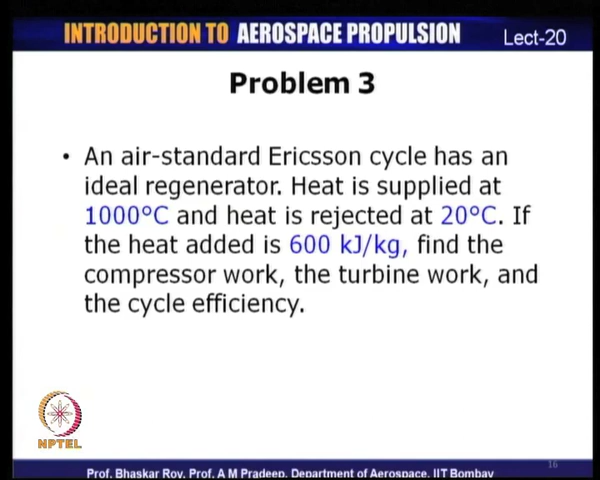 INTRODUCTION TO AEROSPACE PROPULSION
Lect-20
Problem 3
• An air-standard Ericsson cycle has an
ideal regenerator. Heat is supplied at
1000°C and heat is rejected at 20°C. If
the heat added is 600 kJ/kg, find the
compressor work, the turbine work, and
the cycle efficiency.
NPTEL
16
Prof. Bhaskar Roy, Prof. A M Pradeep, Department of Aerospace, IIT Bombay